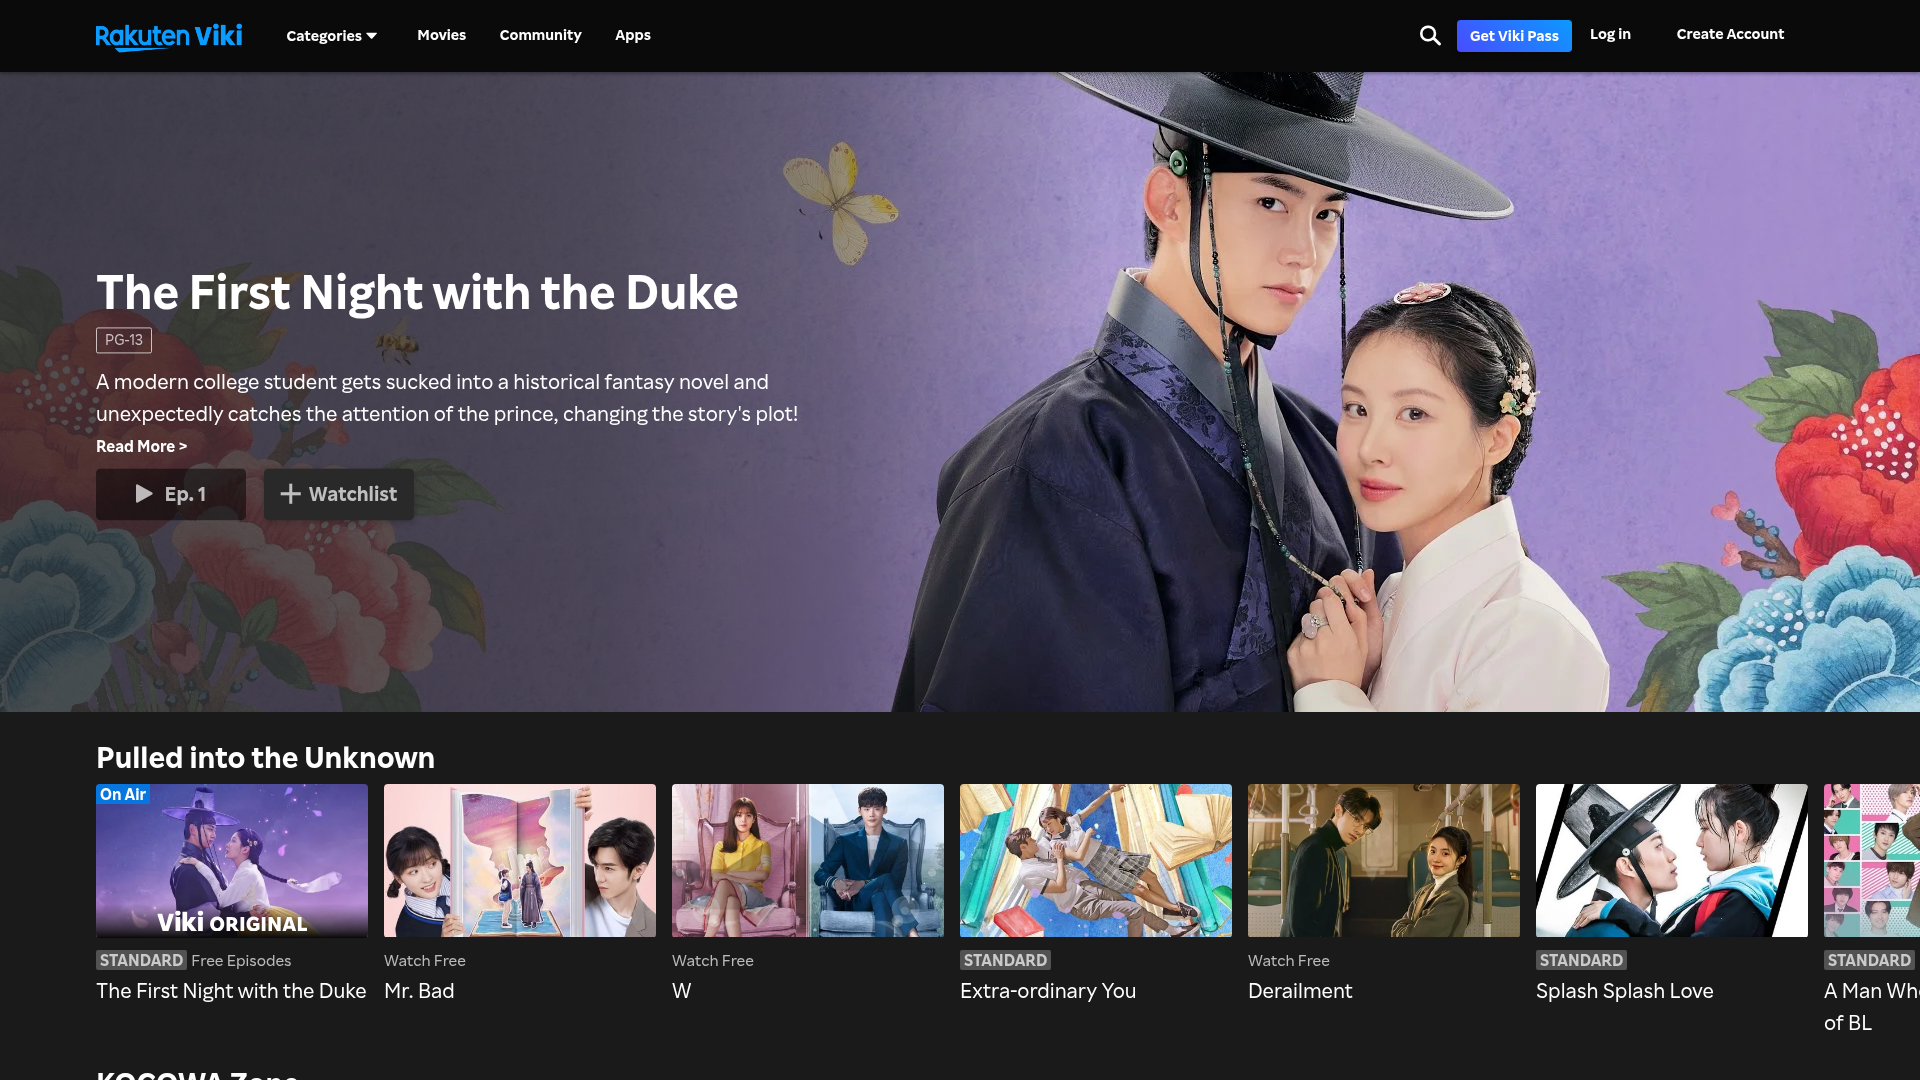 Rakuten Viki
Categories
Movies
Community
Apps
Get Viki Pass
Log in
Create Account
The First Night with the Duke
PG-13
A modern college student gets sucked into a historical fantasy novel and
unexpectedly catches the attention of the prince, changing the story's plot!
Read More >
Ep. 1
Watchlist
Pulled into the Unknown
On Air
Viki ORIGINAL
STANDARD Free Episodes
The First Night with the Duke
Watch Free
Mr. Bad
Watch Free
W
STANDARD
Extra-ordinary You
Watch Free
Derailment
STANDARD
Splash Splash Love
STANDARD
A Man
of BL
KOCOWA Zone